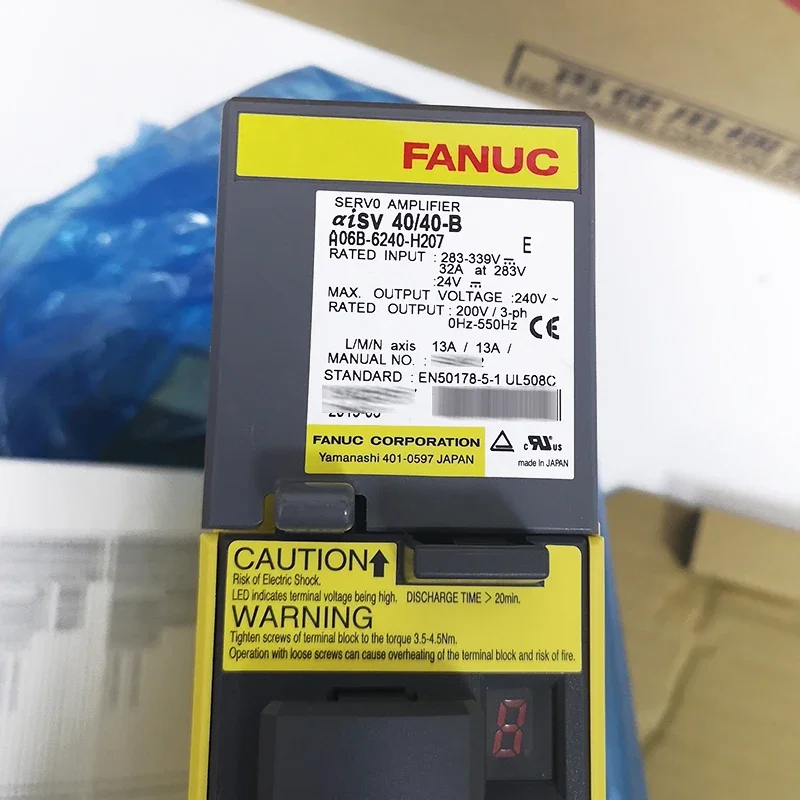 FANUC
SERVO AMPLIFIER
αiSV 40/40-B
A06B-6240-H207 E
RATED INPUT : 283-339V⎓
32A at 283V
:24V ⎓
MAX. OUTPUT VOLTAGE :240V ~
RATED OUTPUT : 200V / 3-ph
0Hz-550Hz CE
L/M/N axis 13A / 13A /
MANUAL NO. :
STANDARD : EN50178-5-1 UL508C
FANUC CORPORATION
Yamanashi 401-0597 JAPAN
c RU US
made in JAPAN
CAUTION
Risk of Electric Shock.
LED indicates terminal voltage being high. DISCHARGE TIME > 20min.
WARNING
Tighten screws of terminal block to the torque 3.5-4.5Nm.
Operation with loose screws can cause overheating of the terminal block and risk of fire.
8